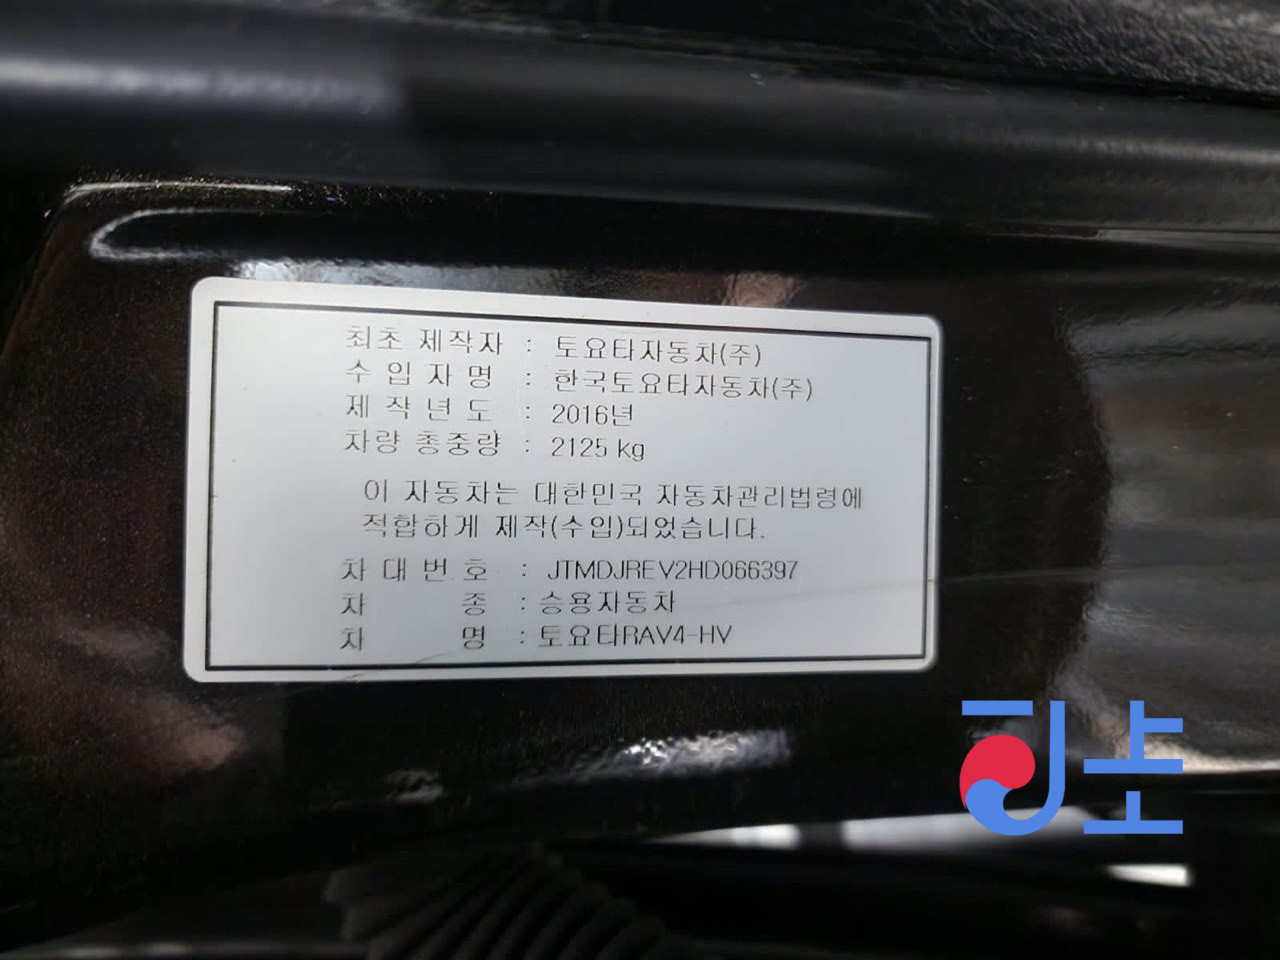 최초 제작자 : 토요타자동차(주)
수 입 자 명 : 한국토요타자동차(주)
제 작 년 도 : 2016년
차량 총중량 : 2125 kg
이 자동차는 대한민국 자동차관리법령에
적합하게 제작(수입)되었습니다.
차 대 번 호 : JTMDJREV2HD066397
차 종 : 승용자동차
차 명 : 토요타RAV4-HV